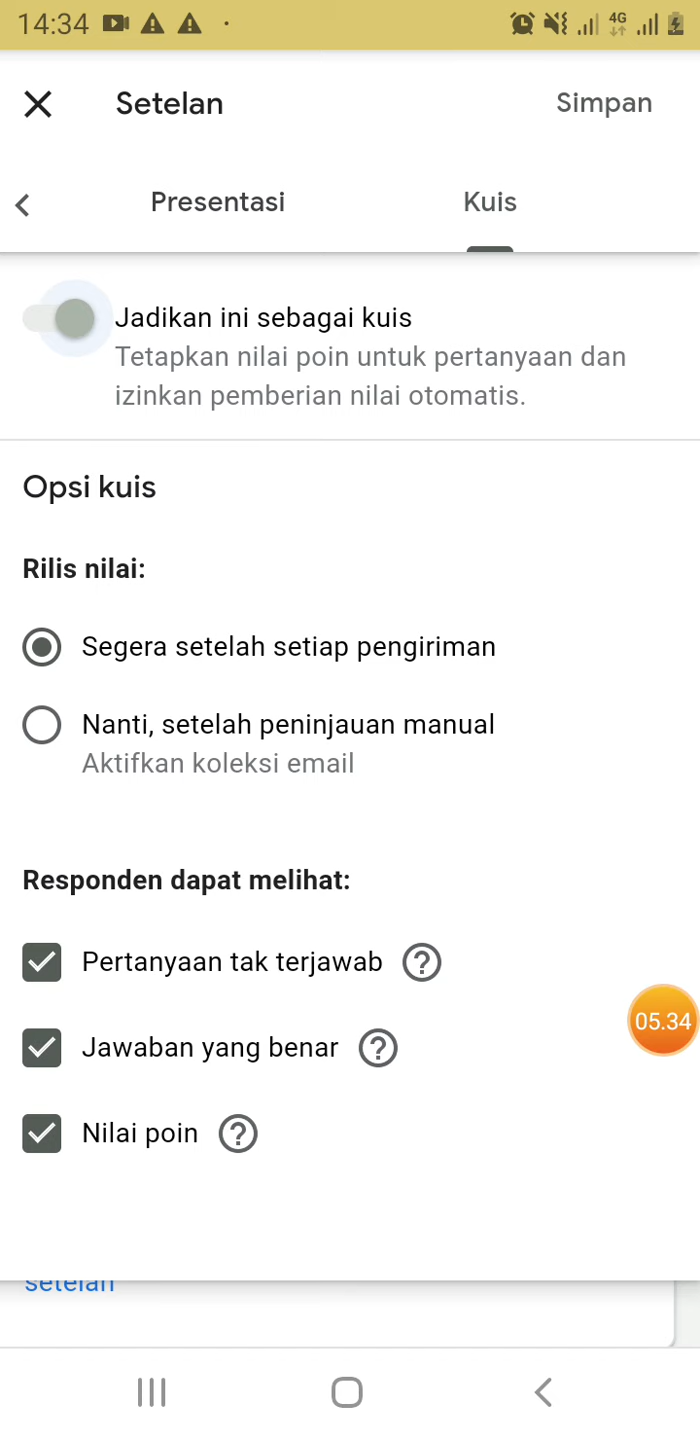 14:34
4G
Setelan
Simpan
Presentasi
Kuis
Jadikan ini sebagai kuis
Tetapkan nilai poin untuk pertanyaan dan
izinkan pemberian nilai otomatis.
Opsi kuis
Rilis nilai:
Segera setelah setiap pengiriman
Nanti, setelah peninjauan manual
Aktifkan koleksi email
Responden dapat melihat:
Pertanyaan tak terjawab ?
05.34
Jawaban yang benar ?
Nilai poin ?
setelan